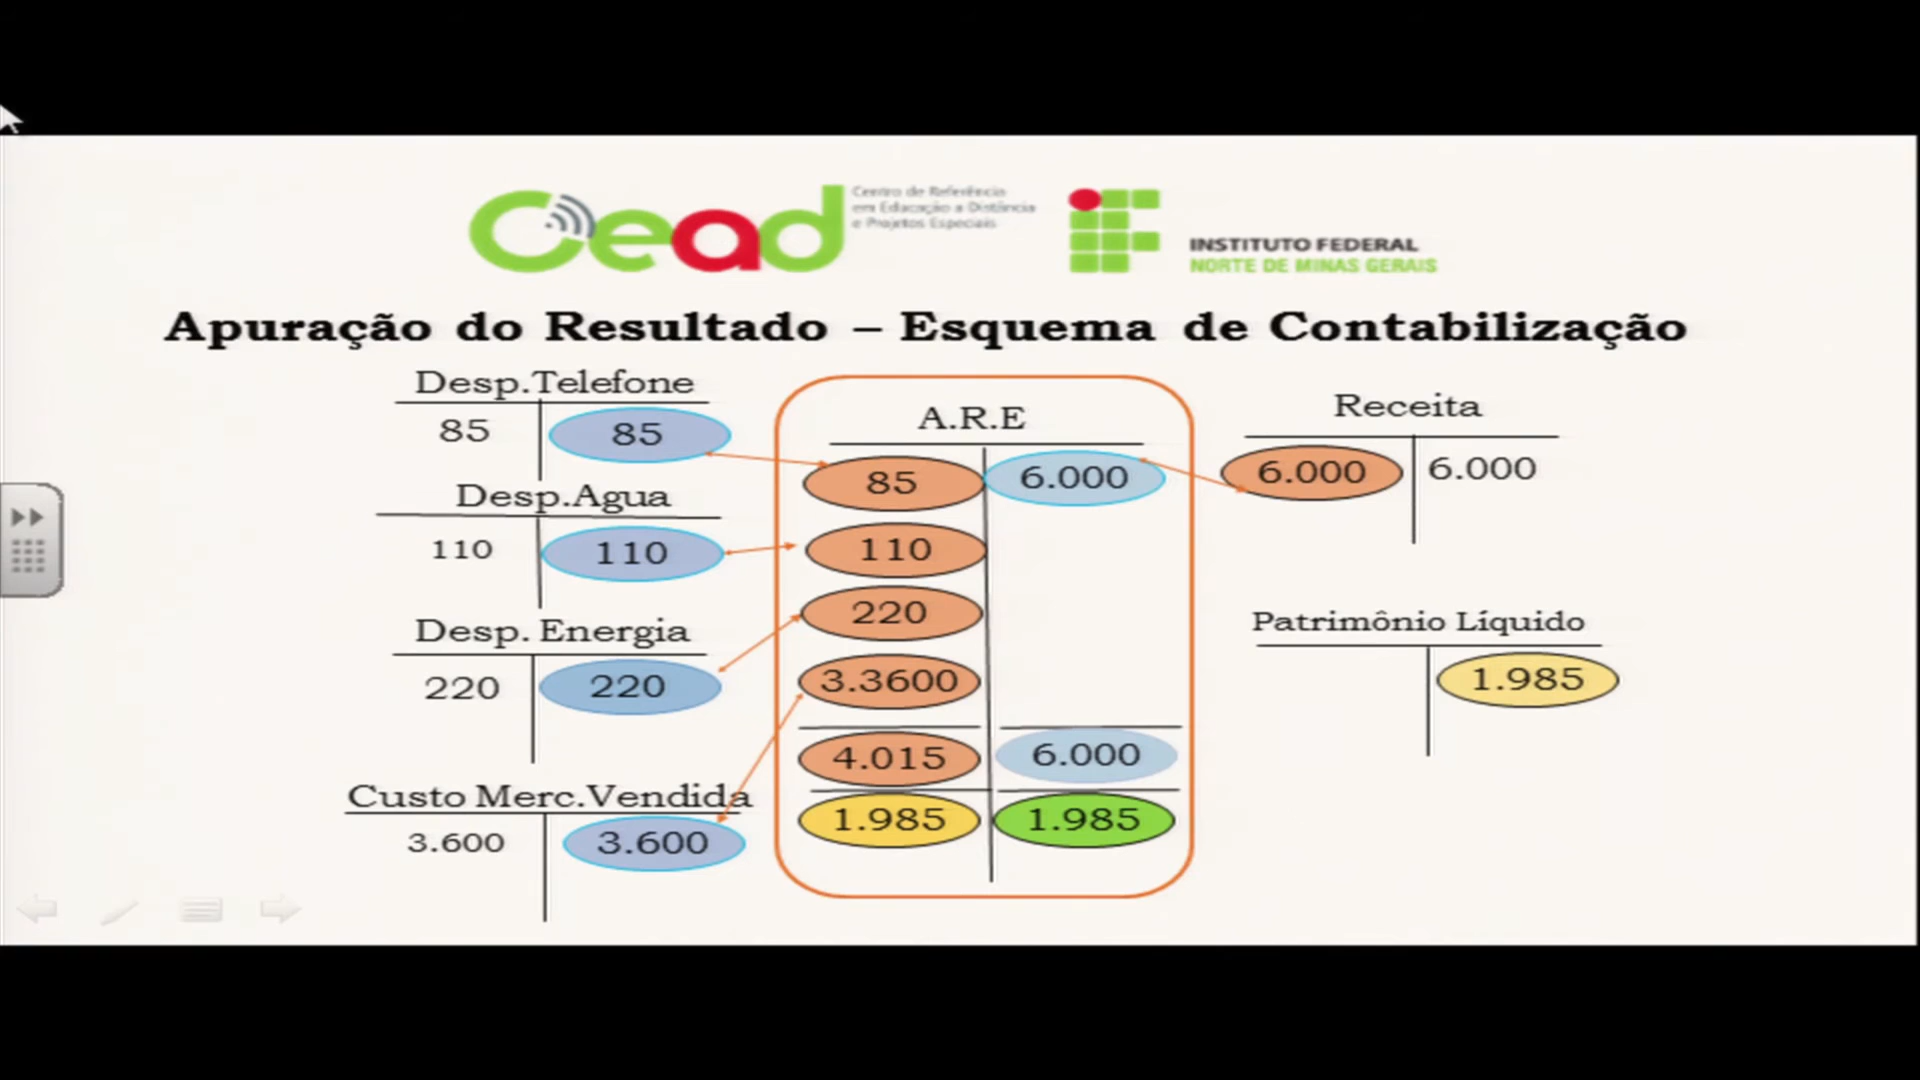 cead
Centro de Referência
em Educação a Distância
e Projetos Especiais
INSTITUTO FEDERAL
NORTE DE MINAS GERAIS
Apuração do Resultado – Esquema de Contabilização
Desp.Telefone
85 85
Desp.Agua
110 110
Desp. Energia
220 220
Custo Merc.Vendida
3.600 3.600
A.R.E
85 6.000
110
220
3.3600
4.015 6.000
1.985 1.985
Receita
6.000 6.000
Patrimônio Líquido
1.985